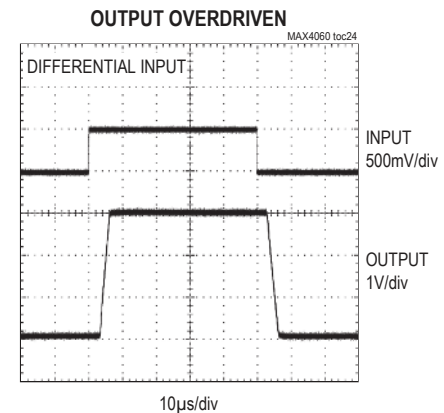 OUTPUT OVERDRIVEN
MAX4060 toc24
DIFFERENTIAL INPUT
INPUT
500mV/div
OUTPUT
1V/div
10µs/div